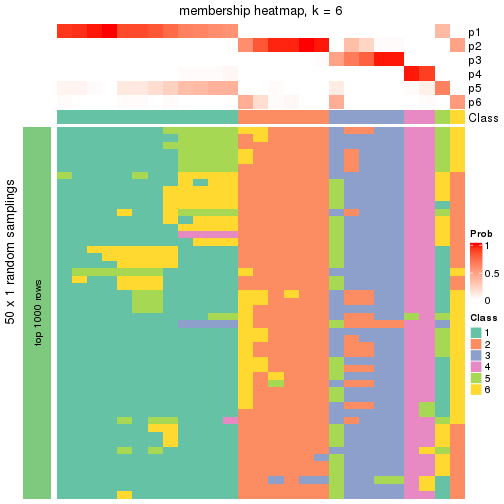 membership heatmap, k = 6
p1
p2
p3
p4
p5
p6
Class
50 x 1 random samplings
top 1000 rows
Prob
1
0.5
0
Class
1
2
3
4
5
6